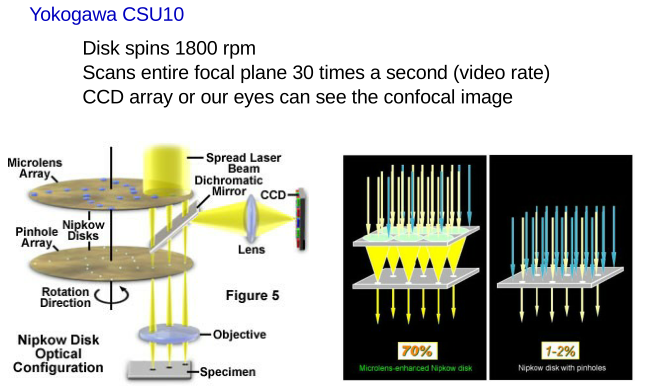 Yokogawa CSU10
Disk spins 1800 rpm
Scans entire focal plane 30 times a second (video rate)
CCD array or our eyes can see the confocal image
Microlens
Array
Spread Laser
Beam
Dichromatic
Mirror
CCD
Nipkow
Disks
Pinhole
Array
Lens
Rotation
Direction
Figure 5
Nipkow Disk
Optical
Configuration
Objective
Specimen
70%
Microlens-enharced Nipkow disk
1-2%
Nipkow disk with pinholes